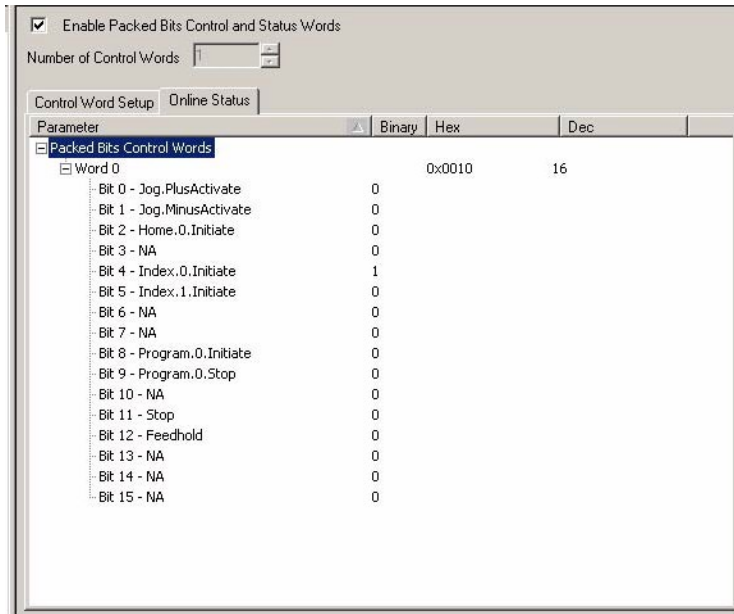 Enable Packed Bits Control and Status Words
Number of Control Words 1
Control Word Setup Online Status
Parameter Binary Hex Dec
Packed Bits Control Words
Word 0 0x0010 16
Bit 0 - Jog.PlusActivate 0
Bit 1 - Jog.MinusActivate 0
Bit 2 - Home.0.Initiate 0
Bit 3 - NA 0
Bit 4 - Index.0.Initiate 1
Bit 5 - Index.1.Initiate 0
Bit 6 - NA 0
Bit 7 - NA 0
Bit 8 - Program.0.Initiate 0
Bit 9 - Program.0.Stop 0
Bit 10 - NA 0
Bit 11 - Stop 0
Bit 12 - Feedhold 0
Bit 13 - NA 0
Bit 14 - NA 0
Bit 15 - NA 0